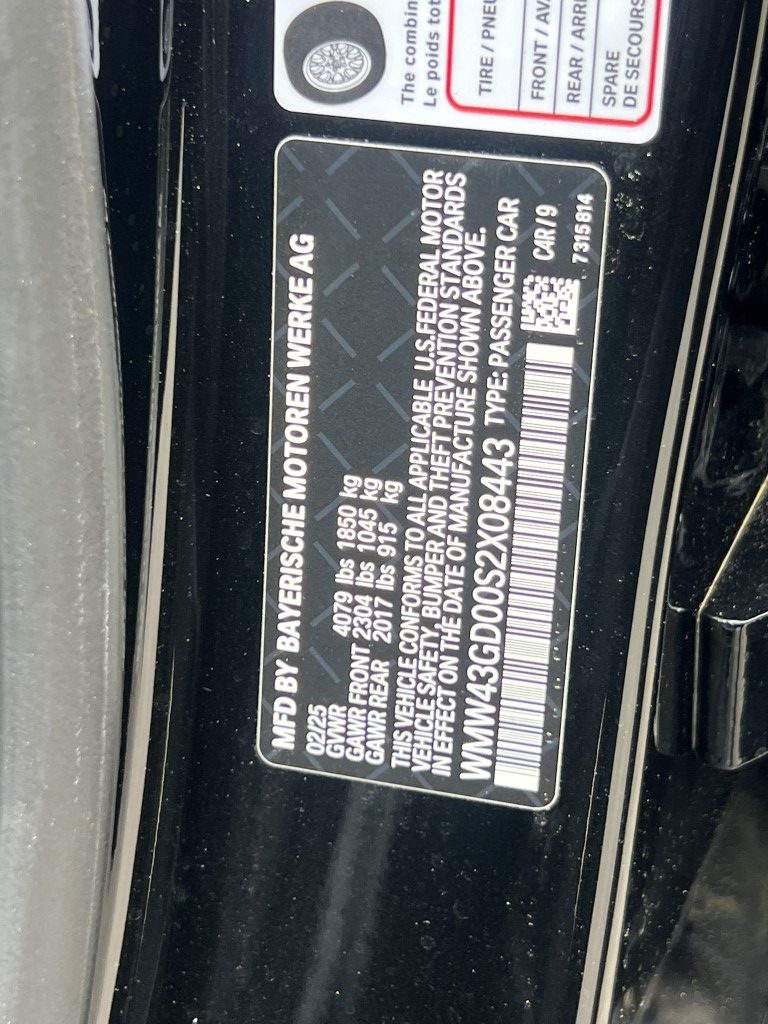 The combin
Le poids tot
TIRE / PNEU
FRONT / AVA
REAR / ARRI
SPARE
DE SECOURS
MFD BY BAYERISCHE MOTOREN WERKE AG
02225
GVWR 4079 lbs 1850 kg
GAWR FRONT 2304 lbs 1045 kg
GAWR REAR 2017 lbs 915 kg
THIS VEHICLE CONFORMS TO ALL APPLICABLE U.S.FEDERAL MOTOR
VEHICLE SAFETY, BUMPER AND THEFT PREVENTION STANDARDS
IN EFFECT ON THE DATE OF MANUFACTURE SHOWN ABOVE.
WMW43GD00S2X08443 TYPE: PASSENGER CAR
C4R / 9
7315814